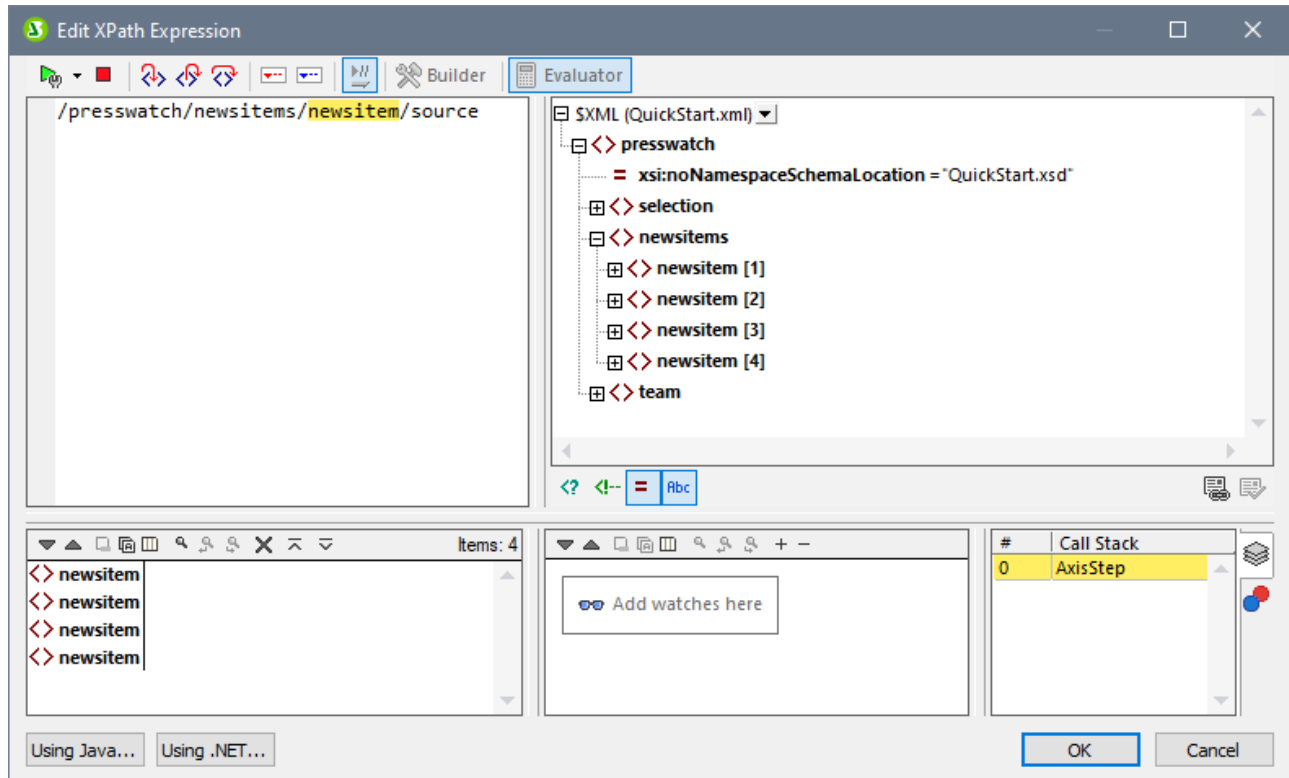 Edit XPath Expression
Builder Evaluator
/presswatch/newsitems/newsitem/source
$XML (QuickStart.xml)
<> presswatch
= xsi:noNamespaceSchemaLocation ="QuickStart.xsd"
<> selection
<> newsitems
<> newsitem [1]
<> newsitem [2]
<> newsitem [3]
<> newsitem [4]
<> team
<? <!-- = Abc
Items: 4
<> newsitem
<> newsitem
<> newsitem
<> newsitem
Add watches here
# Call Stack
0 AxisStep
Using Java... Using .NET... OK Cancel